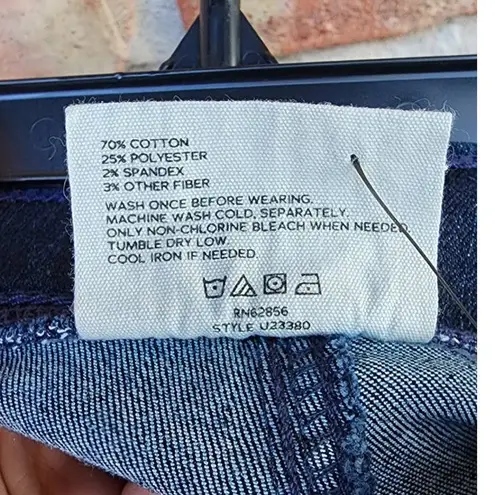 70% COTTON
25% POLYESTER
2% SPANDEX
3% OTHER FIBER
WASH ONCE BEFORE WEARING.
MACHINE WASH COLD, SEPARATELY.
ONLY NON-CHLORINE BLEACH WHEN NEEDED.
TUMBLE DRY LOW.
COOL IRON IF NEEDED
RN62856
STYLE U23380